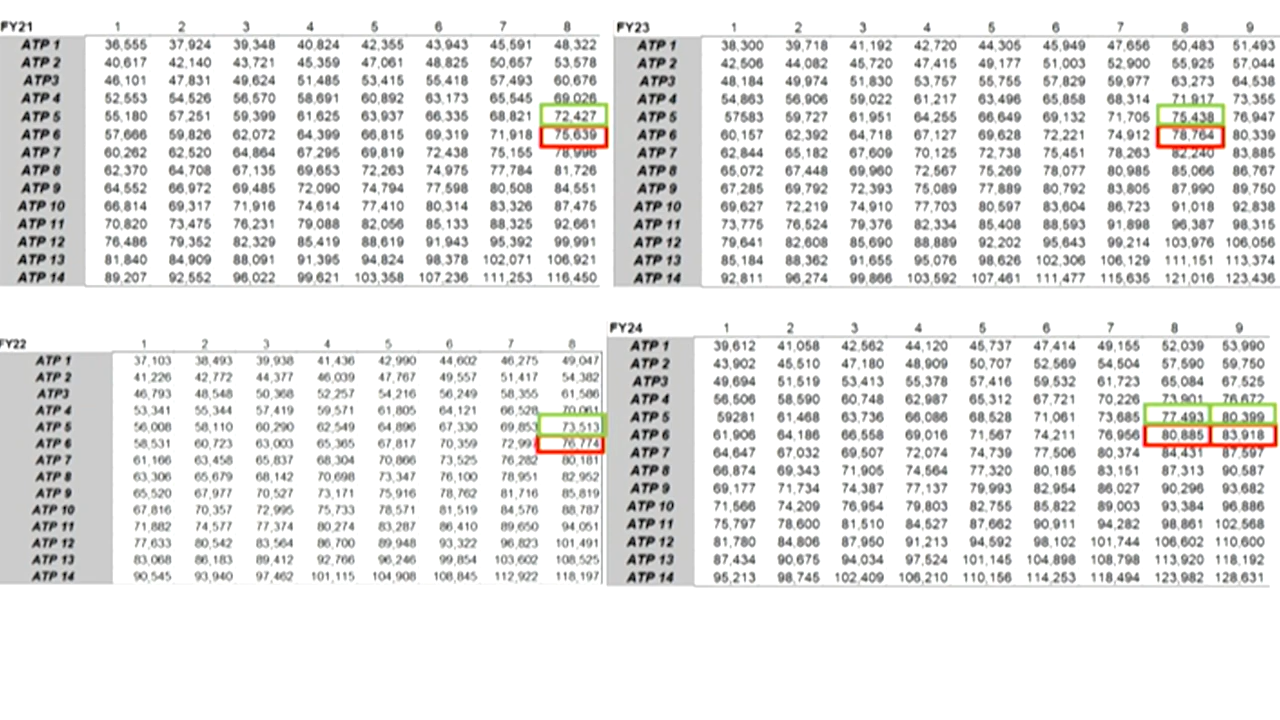 FY21 1 2 3 4 5 6 7 8
ATP 1 36,555 37,924 39,348 40,824 42,355 43,943 45,591 48,322
ATP 2 40,617 42,140 43,721 45,359 47,061 48,825 50,657 53,578
ATP3 46,101 47,831 49,624 51,485 53,415 55,418 57,493 60,676
ATP 4 52,553 54,526 56,570 58,691 60,892 63,173 65,545 69,026
ATP 5 55,180 57,251 59,399 61,625 63,937 66,335 68,821 72,427
ATP 6 57,666 59,826 62,072 64,399 66,815 69,319 71,918 75,639
ATP 7 60,262 62,520 64,864 67,295 69,819 72,438 75,155 78,996
ATP 8 62,370 64,708 67,135 69,653 72,263 74,975 77,784 81,726
ATP 9 64,552 66,972 69,485 72,090 74,794 77,598 80,508 84,551
ATP 10 66,814 69,317 71,916 74,614 77,410 80,314 83,326 87,475
ATP 11 70,820 73,475 76,231 79,088 82,056 85,133 88,325 92,661
ATP 12 76,486 79,352 82,329 85,419 88,619 91,943 95,392 99,991
ATP 13 81,840 84,909 88,091 91,395 94,824 98,378 102,071 106,921
ATP 14 89,207 92,552 96,022 99,621 103,358 107,236 111,253 116,450
FY23 1 2 3 4 5 6 7 8 9
ATP 1 38,300 39,718 41,192 42,720 44,305 45,949 47,656 50,483 51,493
ATP 2 42,506 44,082 45,720 47,415 49,177 51,003 52,900 55,925 57,044
ATP3 48,184 49,974 51,830 53,757 55,755 57,829 59,977 63,273 64,538
ATP 4 54,863 56,906 59,022 61,217 63,496 65,858 68,314 71,917 73,355
ATP 5 57583 59,727 61,951 64,255 66,649 69,132 71,705 75,438 76,947
ATP 6 60,157 62,392 64,718 67,127 69,628 72,221 74,912 78,764 80,339
ATP 7 62,844 65,182 67,609 70,125 72,738 75,451 78,263 82,240 83,885
ATP 8 65,072 67,448 69,960 72,567 75,269 78,077 80,985 85,066 86,767
ATP 9 67,285 69,792 72,393 75,089 77,889 80,792 83,805 87,990 89,750
ATP 10 69,627 72,219 74,910 77,703 80,597 83,604 86,723 91,018 92,838
ATP 11 73,775 76,524 79,376 82,334 85,408 88,593 91,898 96,387 98,315
ATP 12 79,641 82,608 85,690 88,889 92,202 95,643 99,214 103,976 106,056
ATP 13 85,184 88,362 91,655 95,076 98,626 102,306 106,129 111,151 113,374
ATP 14 92,811 96,274 99,866 103,592 107,461 111,477 115,635 121,016 123,436
FY22 1 2 3 4 5 6 7 8
ATP 1 37,103 38,493 39,938 41,436 42,990 44,602 46,275 49,047
ATP 2 41,226 42,772 44,377 46,039 47,767 49,557 51,417 54,382
ATP3 46,793 48,548 50,368 52,257 54,216 56,249 58,355 61,586
ATP 4 53,341 55,344 57,419 59,571 61,805 64,121 66,528 70,061
ATP 5 56,008 58,110 60,290 62,549 64,896 67,330 69,853 73,513
ATP 6 58,531 60,723 63,003 65,365 67,817 70,359 72,99 76,774
ATP 7 61,166 63,458 65,837 68,304 70,866 73,525 76,282 80,181
ATP 8 63,306 65,679 68,142 70,698 73,347 76,100 78,951 82,952
ATP 9 65,520 67,977 70,527 73,171 75,916 78,762 81,716 85,819
ATP 10 67,816 70,357 72,995 75,733 78,571 81,519 84,576 88,787
ATP 11 71,882 74,577 77,374 80,274 83,287 86,410 89,650 94,051
ATP 12 77,633 80,542 83,564 86,700 89,948 93,322 96,823 101,491
ATP 13 83,068 86,183 89,412 92,766 96,246 99,854 103,602 108,525
ATP 14 90,545 93,940 97,462 101,115 104,908 108,845 112,922 118,197
FY24 1 2 3 4 5 6 7 8 9
ATP 1 39,612 41,058 42,562 44,120 45,737 47,414 49,155 52,039 53,990
ATP 2 43,902 45,510 47,180 48,909 50,707 52,569 54,504 57,590 59,750
ATP3 49,694 51,519 53,413 55,378 57,416 59,532 61,723 65,084 67,525
ATP 4 56,506 58,590 60,748 62,987 65,312 67,721 70,226 73,901 76,672
ATP 5 59281 61,468 63,736 66,086 68,528 71,061 73,685 77,493 80,399
ATP 6 61,906 64,186 66,558 69,016 71,567 74,211 76,956 80,885 83,918
ATP 7 64,647 67,032 69,507 72,074 74,739 77,506 80,374 84,431 87,597
ATP 8 66,874 69,343 71,905 74,564 77,320 80,185 83,151 87,313 90,587
ATP 9 69,177 71,734 74,387 77,137 79,993 82,954 86,027 90,296 93,682
ATP 10 71,566 74,209 76,954 79,803 82,755 85,822 89,003 93,384 96,886
ATP 11 75,797 78,600 81,510 84,527 87,662 90,911 94,282 98,861 102,568
ATP 12 81,780 84,806 87,950 91,213 94,592 98,102 101,744 106,602 110,600
ATP 13 87,434 90,675 94,034 97,524 101,145 104,898 108,798 113,920 118,192
ATP 14 95,213 98,745 102,409 106,210 110,156 114,253 118,494 123,982 128,631